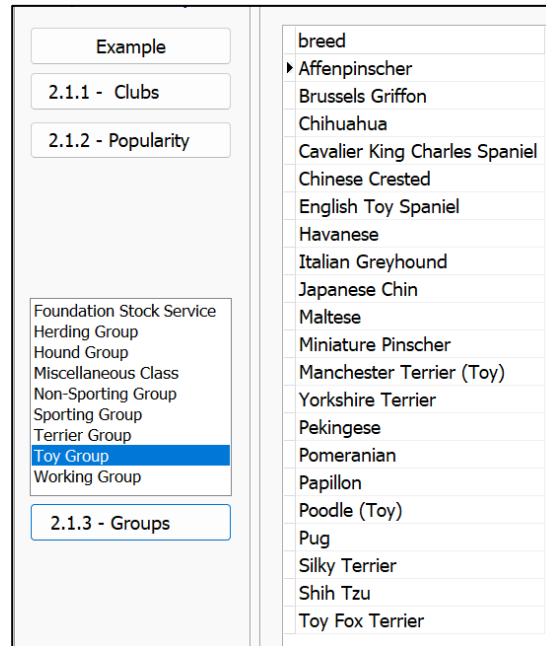 Example
2.1.1 - Clubs
2.1.2 - Popularity
Foundation Stock Service
Herding Group
Hound Group
Miscellaneous Class
Non-Sporting Group
Sporting Group
Terrier Group
Toy Group
Working Group
2.1.3 - Groups
breed
Affenpinscher
Brussels Griffon
Chihuahua
Cavalier King Charles Spaniel
Chinese Crested
English Toy Spaniel
Havanese
Italian Greyhound
Japanese Chin
Maltese
Miniature Pinscher
Manchester Terrier (Toy)
Yorkshire Terrier
Pekingese
Pomeranian
Papillon
Poodle (Toy)
Pug
Silky Terrier
Shih Tzu
Toy Fox Terrier